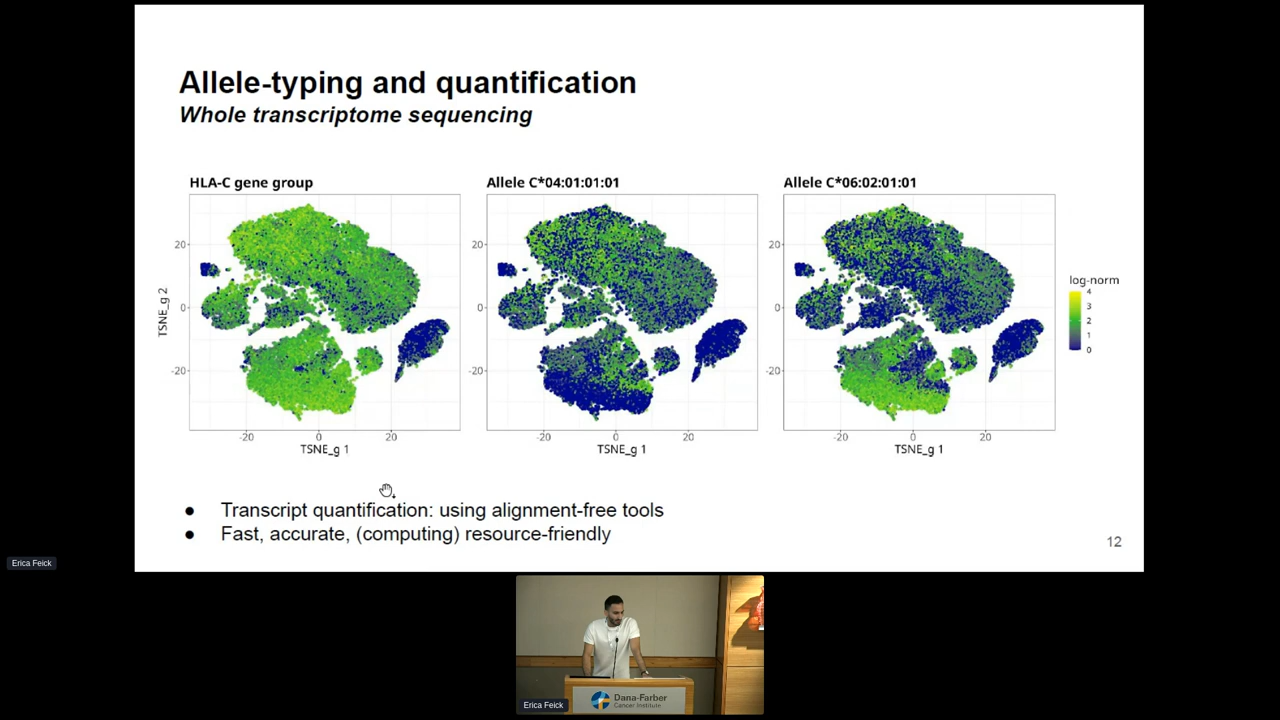 Allele-typing and quantification
Whole transcriptome sequencing
HLA-C gene group
Allele C*04:01:01:01
Allele C*06:02:01:01
TSNE_g 2
20
0
-20
-20
0
20
TSNE_g 1
20
0
-20
-20
0
20
TSNE_g 1
20
0
-20
-20
0
20
TSNE_g 1
log-norm
4
3
2
1
0
● Transcript quantification: using alignment-free tools
● Fast, accurate, (computing) resource-friendly
12
Erica Feick
Dana-Farber
Cancer Institute
Erica Feick